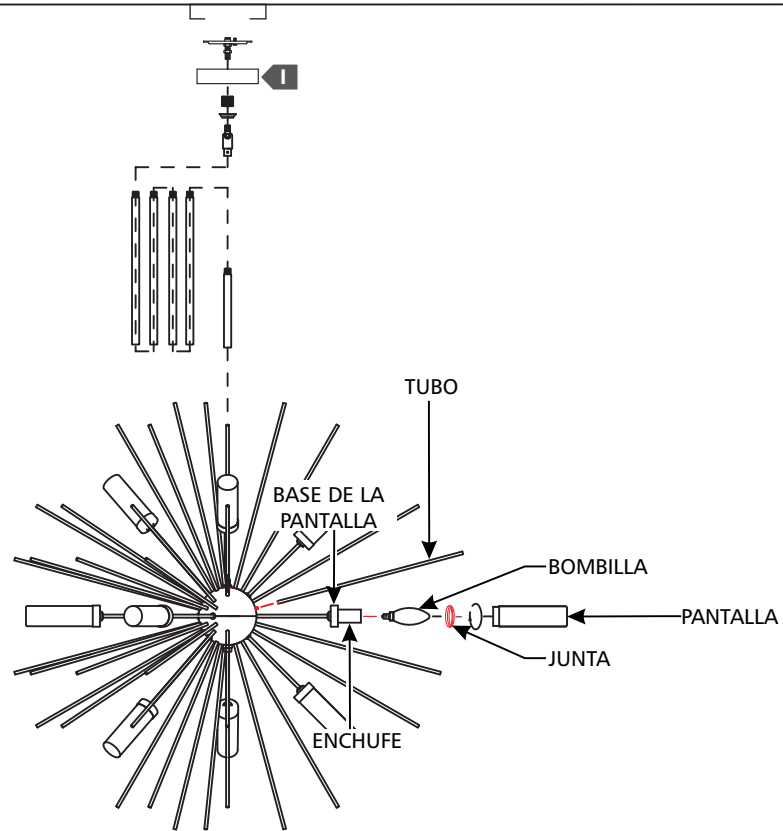 I
TUBO
BASE DE LA
PANTALLA
BOMBILLA
PANTALLA
JUNTA
ENCHUFE